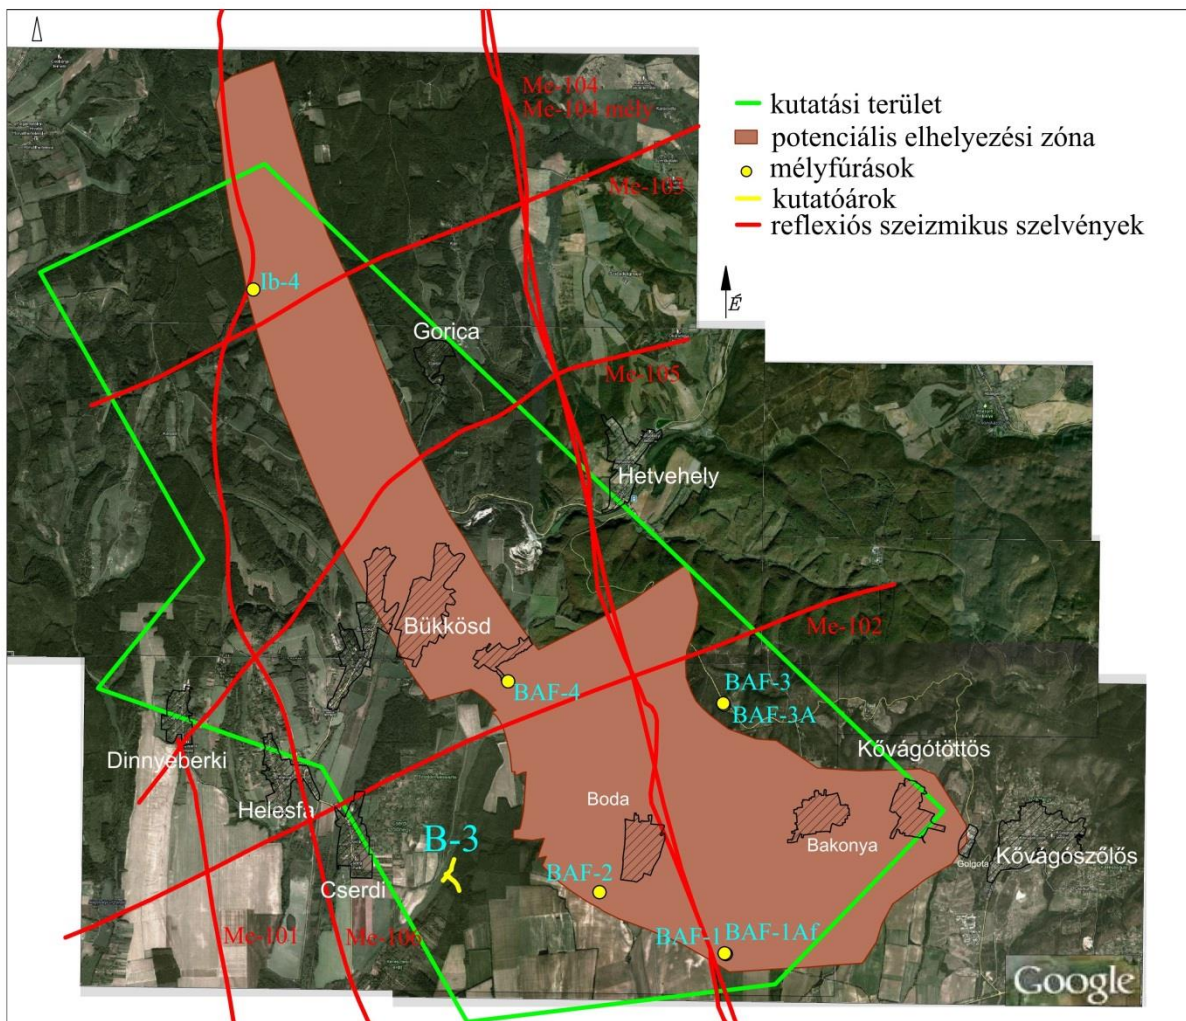 Me-104
Me-104 mély
kutatási terület
potenciális elhelyezési zóna
mélyfúrások
kutatóárok
reflexiós szeizmikus szelvények
Me-103
Ib-4
É
Gorica
Me-105
Hetvehely
Bükkösd
Me-102
BAF-4
BAF-3
BAF-3A
Dinnyeberki
Kővágótöttös
Helesfa
Boda
B-3
Bakonya
Golgota
Kővágószőlős
Cserdi
BAF-2
Me-101
Me-106
BAF-1
BAF-1Af
Google